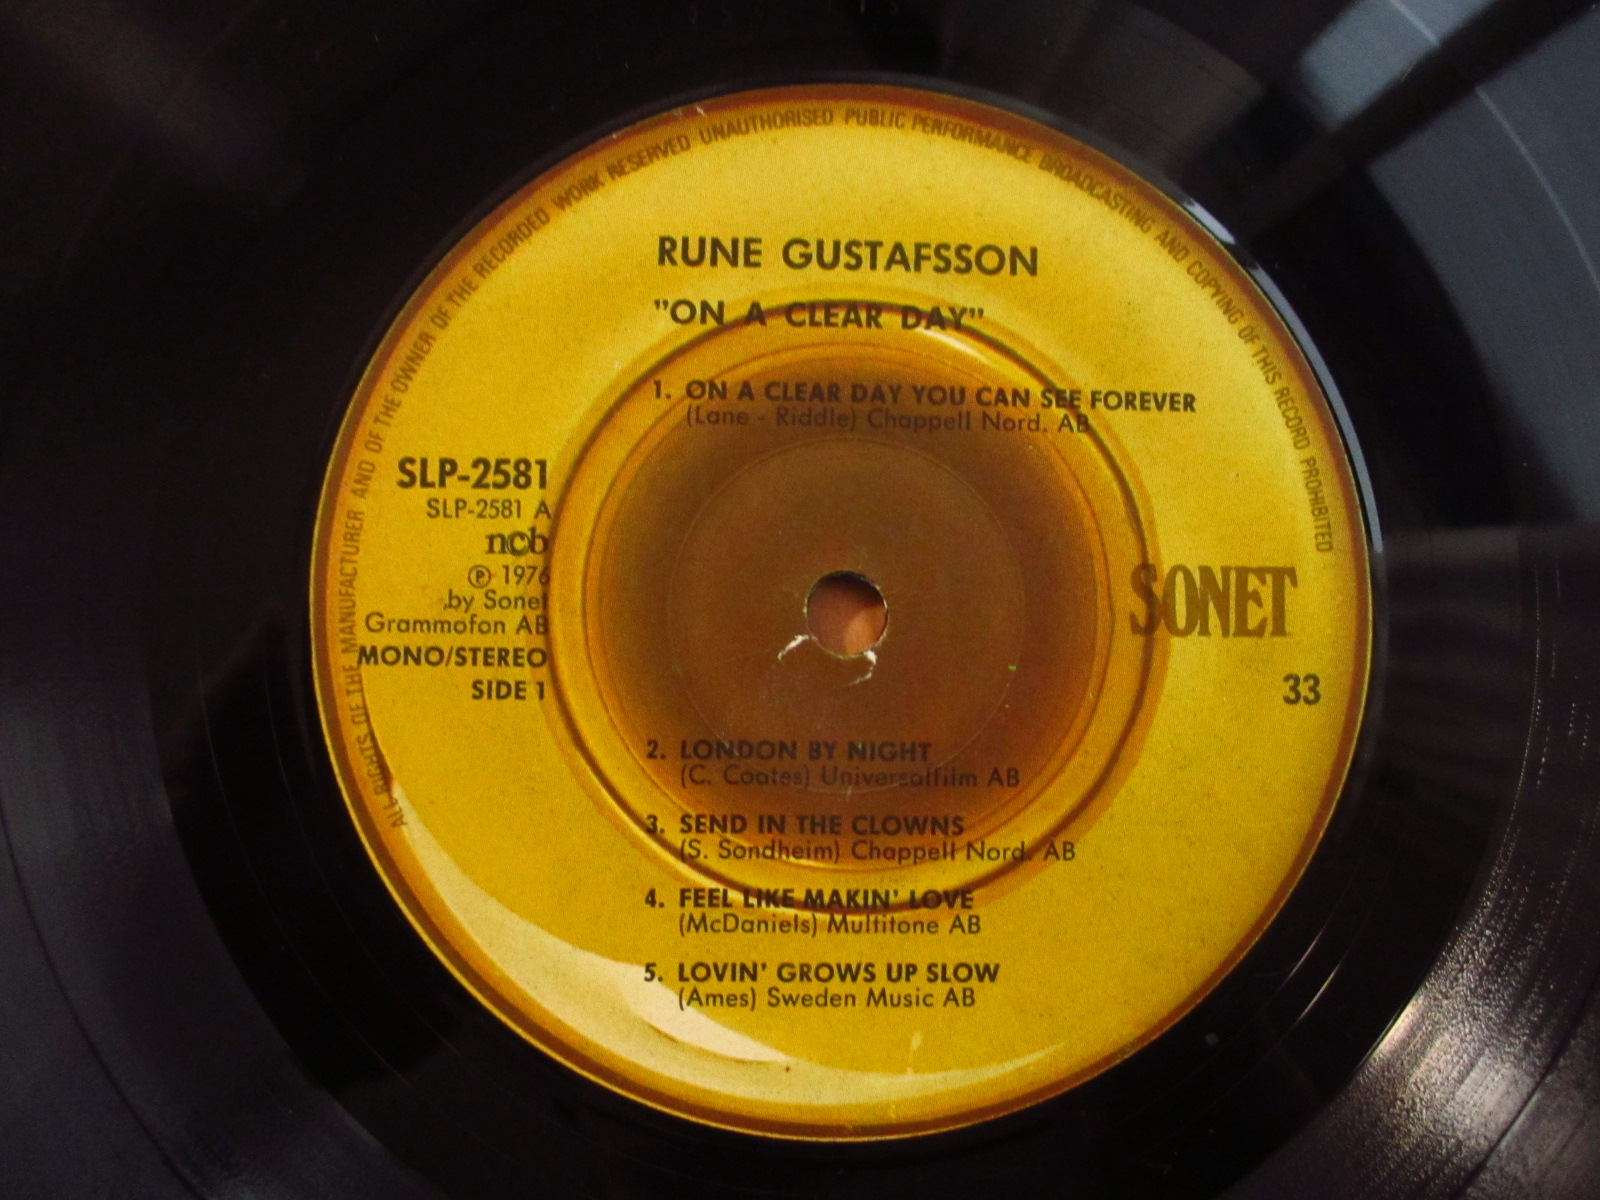 ALL RIGHTS OF THE MANUFACTURER AND OF THE OWNER OF THE RECORDED WORK RESERVED UNAUTHORISED PUBLIC PERFORMANCE BROADCASTING AND COPYING OF THIS RECORD PROHIBITED
RUNE GUSTAFSSON
"ON A CLEAR DAY"
1. ON A CLEAR DAY YOU CAN SEE FOREVER
(Lane - Riddle) Chappell Nord. AB
SLP-2581
SLP-2581 A
ncb
Ⓟ 1976
by Sonet
Grammofon AB
MONO/STEREO
SIDE 1
SONET
33
2. LONDON BY NIGHT
(C. Coates) Universalfilm AB
3. SEND IN THE CLOWNS
(S. Sondheim) Chappell Nord. AB
4. FEEL LIKE MAKIN' LOVE
(McDaniels) Multitone AB
5. LOVIN' GROWS UP SLOW
(Ames) Sweden Music AB